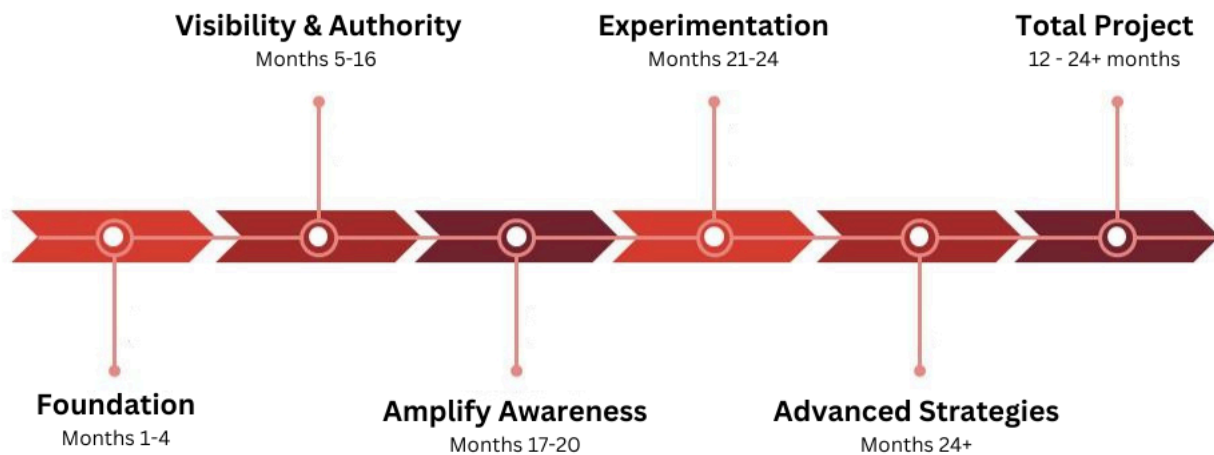 Visibility & Authority
Months 5-16
Experimentation
Months 21-24
Total Project
12 - 24+ months
Foundation
Months 1-4
Amplify Awareness
Months 17-20
Advanced Strategies
Months 24+